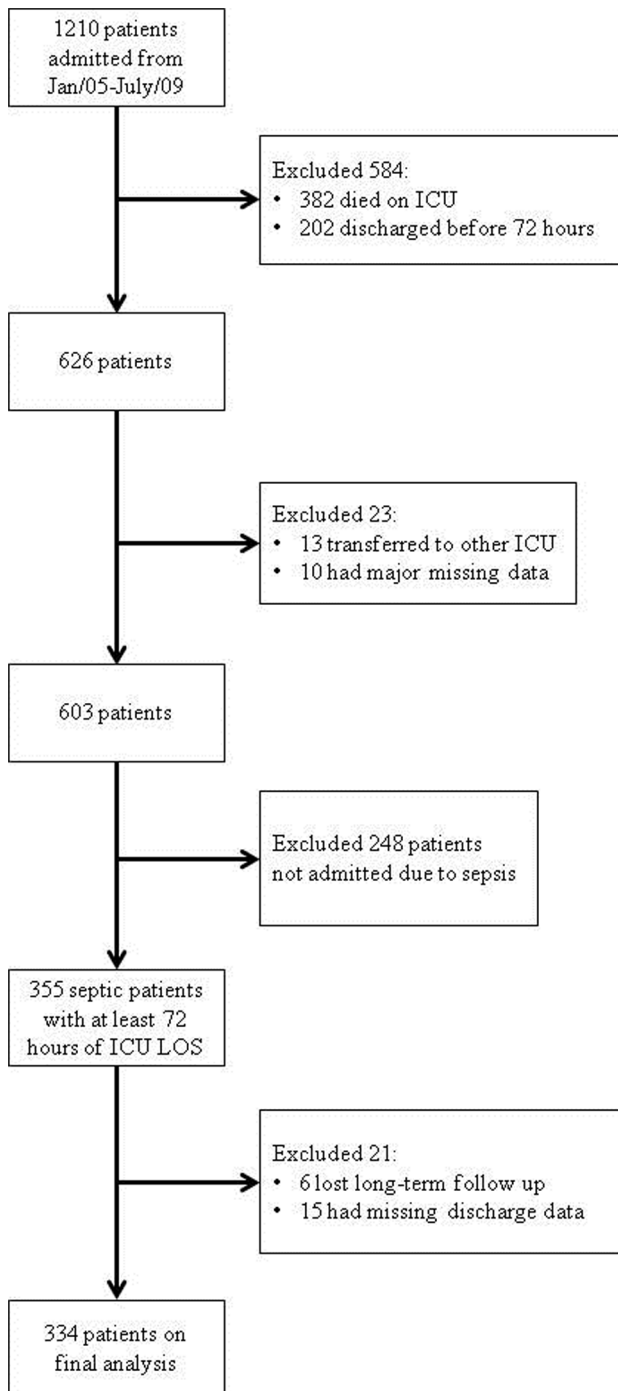 1210 patients
admitted from
Jan/05-July/09
Excluded 584:
• 382 died on ICU
• 202 discharged before 72 hours
626 patients
Excluded 23:
• 13 transferred to other ICU
• 10 had major missing data
603 patients
Excluded 248 patients
not admitted due to sepsis
355 septic patients
with at least 72
hours of ICU LOS
Excluded 21:
• 6 lost long-term follow up
• 15 had missing discharge data
334 patients on
final analysis